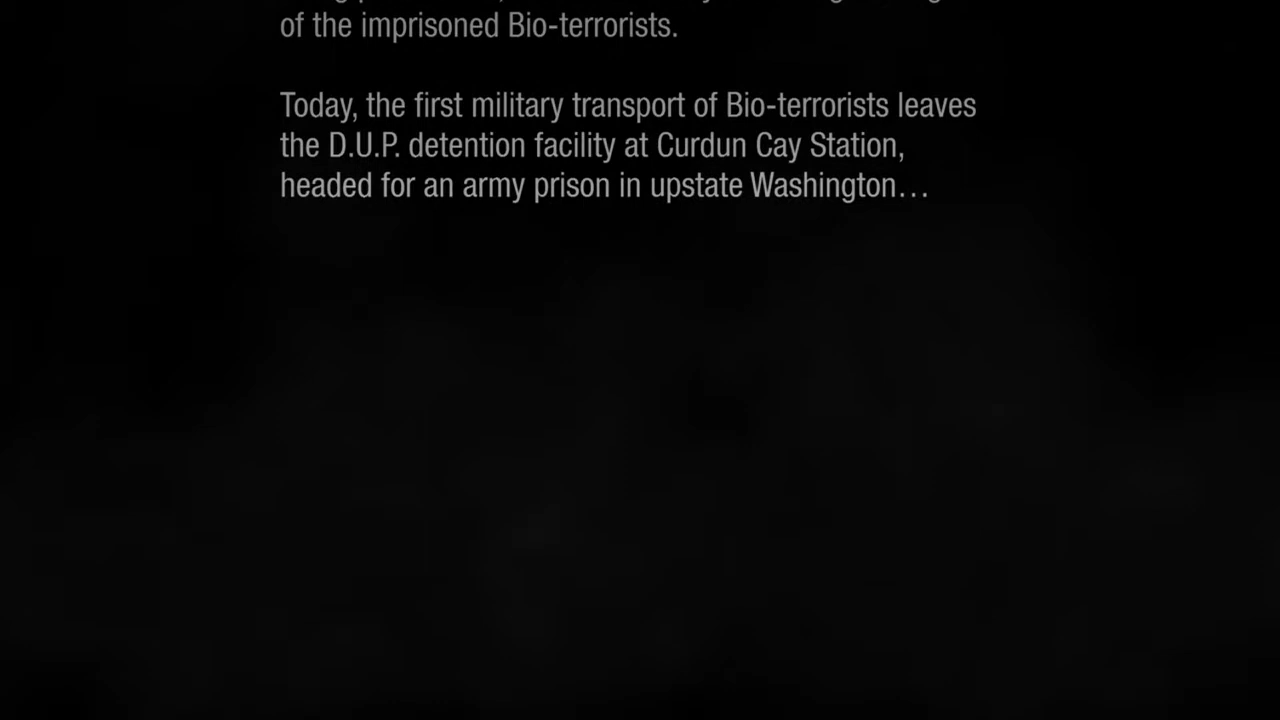 of the imprisoned Bio-terrorists.
Today, the first military transport of Bio-terrorists leaves
the D.U.P. detention facility at Curdun Cay Station,
headed for an army prison in upstate Washington…